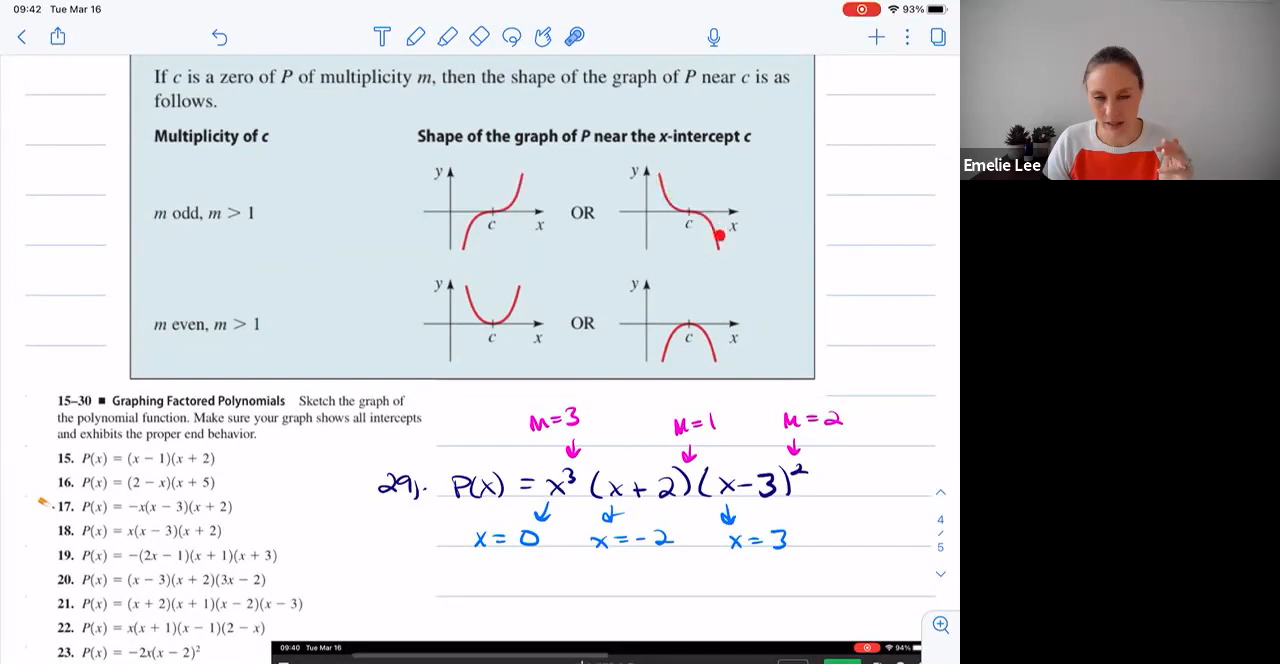 09:42 Tue Mar 16
93%
If c is a zero of P of multiplicity m, then the shape of the graph of P near c is as
follows.
Multiplicity of c
Shape of the graph of P near the x-intercept c
m odd, m > 1
y
c
x
OR
y
c
x
m even, m > 1
y
c
x
OR
y
c
x
Emelie Lee
15–30 ■ Graphing Factored Polynomials Sketch the graph of
the polynomial function. Make sure your graph shows all intercepts
and exhibits the proper end behavior.
15. P(x) = (x − 1)(x + 2)
16. P(x) = (2 − x)(x + 5)
17. P(x) = −x(x − 3)(x + 2)
18. P(x) = x(x − 3)(x + 2)
19. P(x) = −(2x − 1)(x + 1)(x + 3)
20. P(x) = (x − 3)(x + 2)(3x − 2)
21. P(x) = (x + 2)(x + 1)(x − 2)(x − 3)
22. P(x) = x(x + 1)(x − 1)(2 − x)
23. P(x) = −2x(x − 2)²
m=3 m=1 m=2
29). P(x) = x³ (x+2)(x−3)²
x=0 x=−2 x=3
4
/
5
09:40 Tue Mar 16
94%